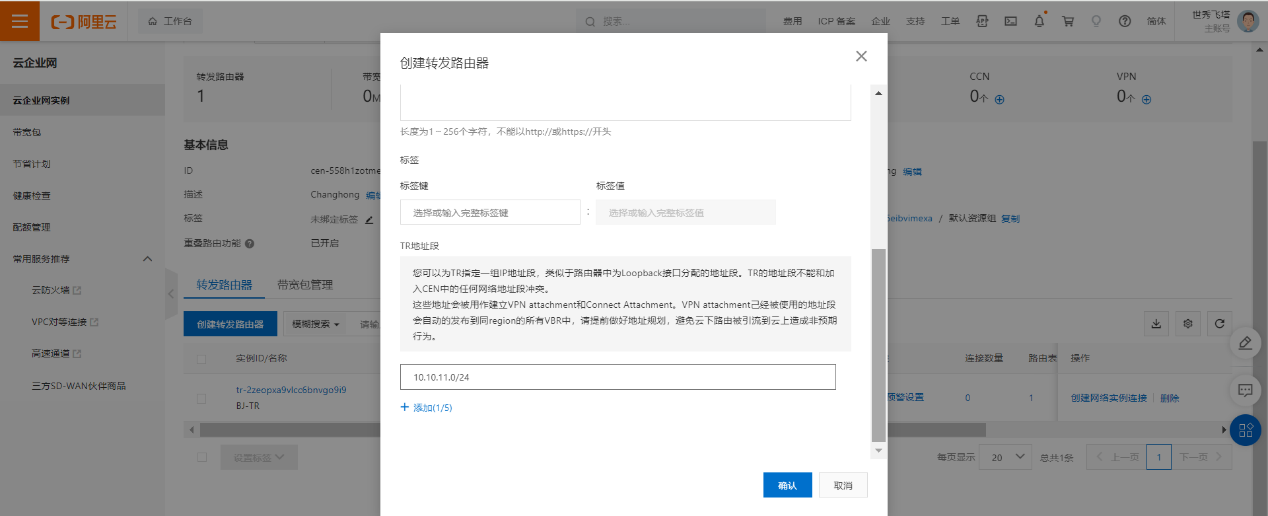 阿里云
工作台
搜索...
费用
ICP 备案
企业
支持
工单
简体
世秀飞塔
主账号
云企业网
云企业网实例
带宽包
节省计划
健康检查
配额管理
常用服务推荐
云防火墙
VPC对等连接
高速通道
三方SD-WAN伙伴商品
转发路由器
1
CCN
0个
VPN
0个
基本信息
ID
cen-558h1zotme
描述
Changhong
编辑
标签
未绑定标签
/ 默认资源组 复制
重叠路由功能
已开启
转发路由器
带宽包管理
创建转发路由器
模糊搜索
实例ID/名称
连接数量
路由表
操作
tr-2zeopxa9vlcc6bnvgo9i9
BJ-TR
预警设置
0
1
创建网络实例连接
删除
设置标签
每页显示
20
总共1条
上一页
1
下一页
创建转发路由器
长度为1 – 256个字符，不能以http://或https://开头
标签
标签键
标签值
选择或输入完整标签键
:
选择或输入完整标签值
TR地址段
您可以为TR指定一组IP地址段，类似于路由器中为Loopback接口分配的地址段。TR的地址段不能和加
入CEN中的任何网络地址段冲突。
这些地址会被用作建立VPN attachment和Connect Attachment。VPN attachment已经被使用的地址段
会自动的发布到同region的所有VBR中，请提前做好地址规划，避免云下路由被引流到云上造成非预期
行为。
10.10.11.0/24
+ 添加(1/5)
确认
取消